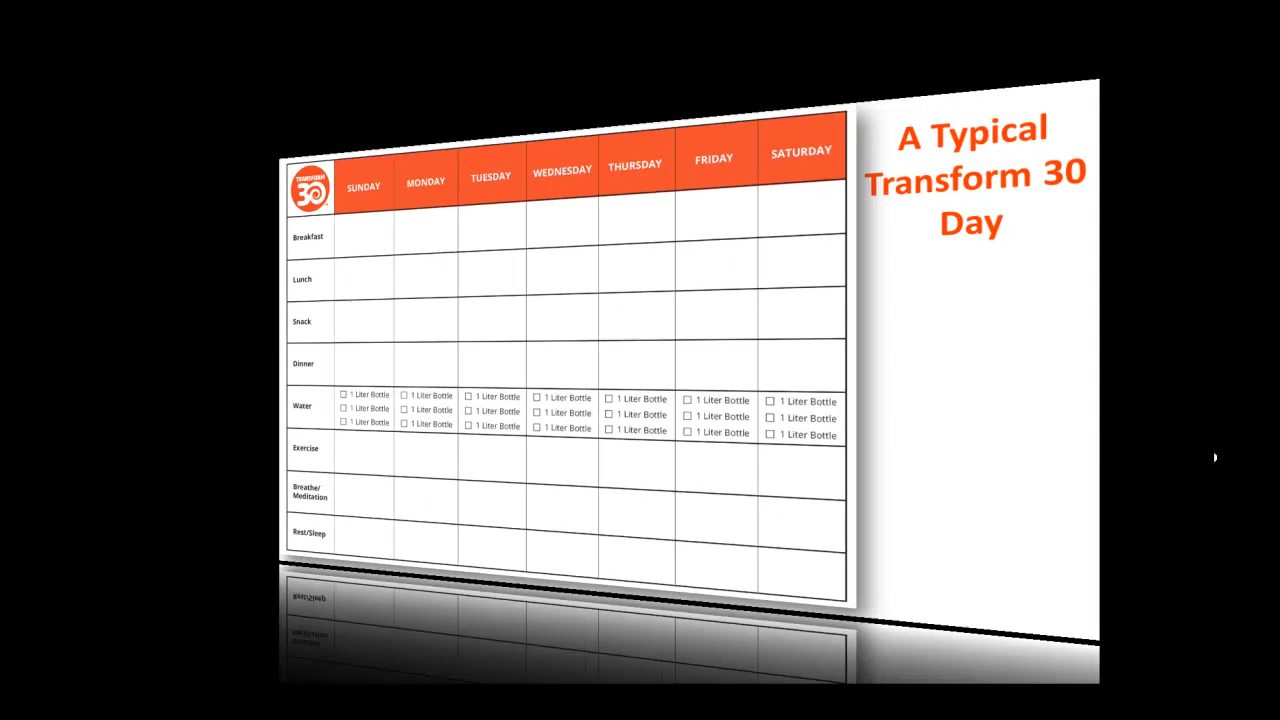 A Typical
Transform 30
Day
TRANSFORM
30
SUNDAY MONDAY TUESDAY WEDNESDAY THURSDAY FRIDAY SATURDAY
Breakfast
Lunch
Snack
Dinner
Water
1 Liter Bottle 1 Liter Bottle 1 Liter Bottle 1 Liter Bottle 1 Liter Bottle 1 Liter Bottle 1 Liter Bottle
1 Liter Bottle 1 Liter Bottle 1 Liter Bottle 1 Liter Bottle 1 Liter Bottle 1 Liter Bottle 1 Liter Bottle
1 Liter Bottle 1 Liter Bottle 1 Liter Bottle 1 Liter Bottle 1 Liter Bottle 1 Liter Bottle 1 Liter Bottle
Exercise
Breathe/
Meditation
Rest/Sleep